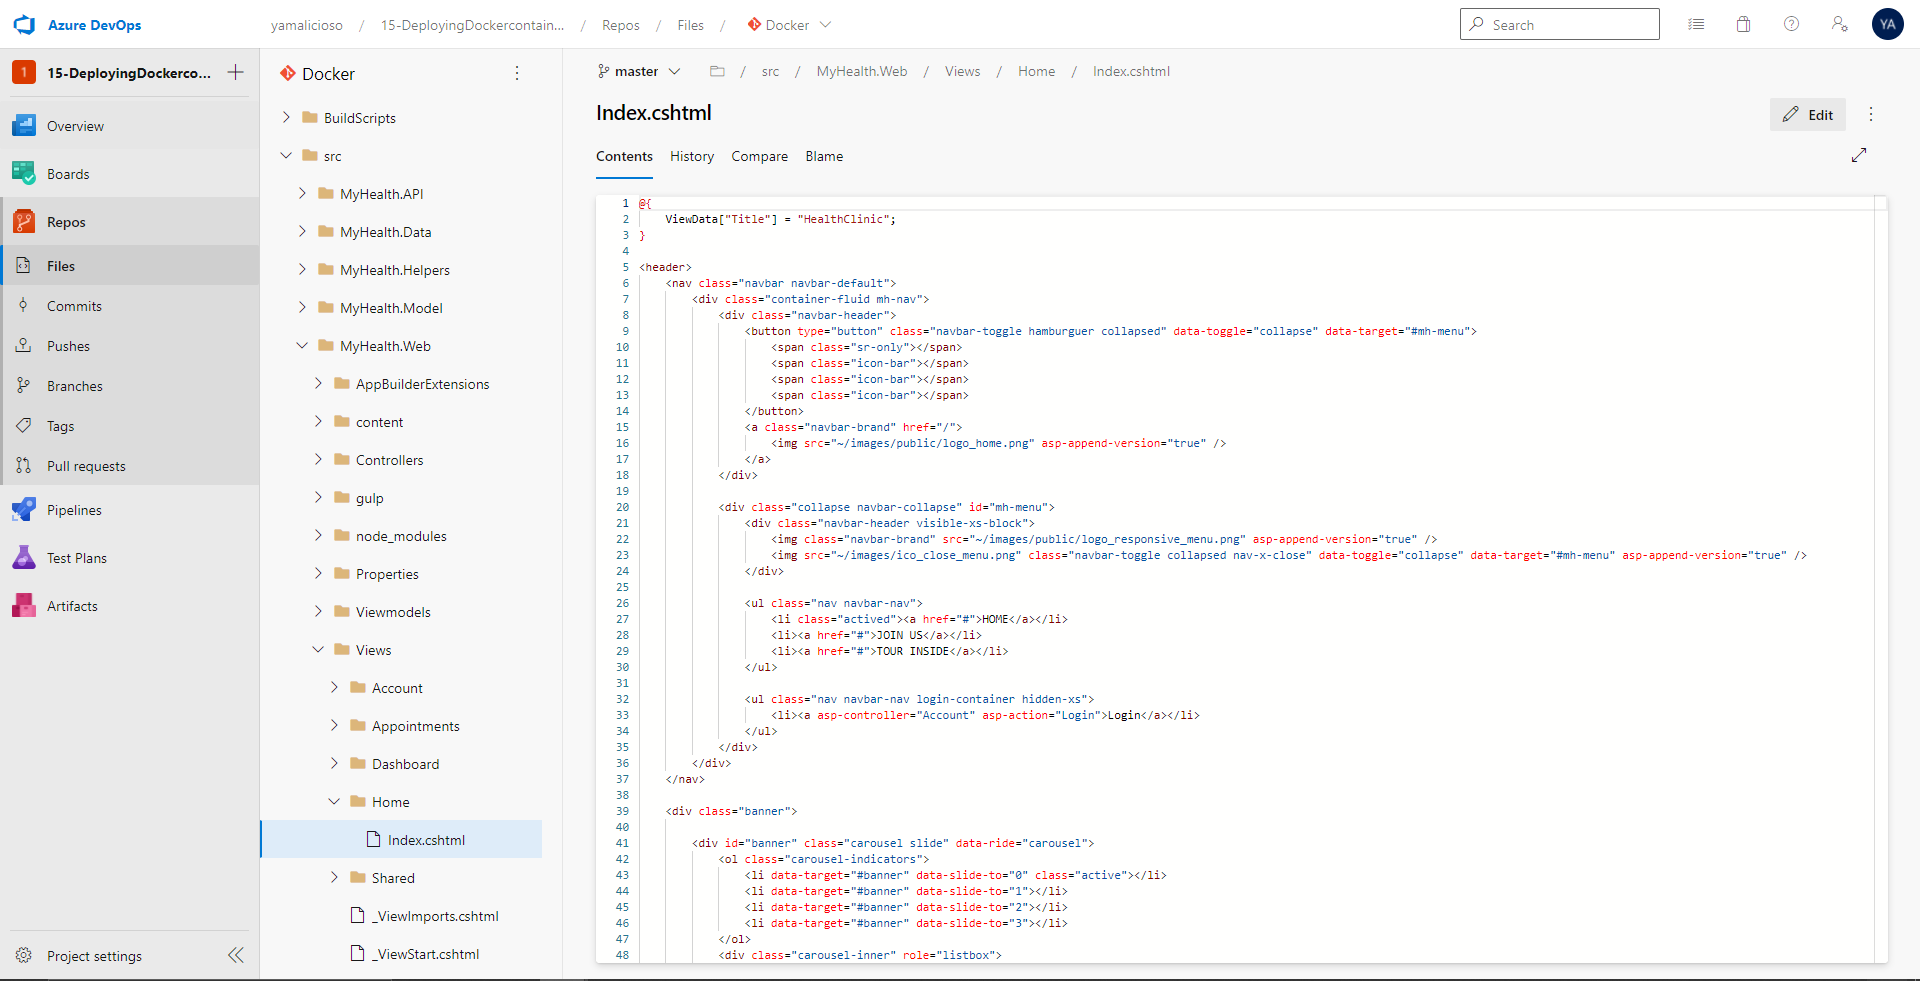 Azure DevOps
yamalicioso / 15-DeployingDockercontain... / Repos / Files / Docker
Search
YA
1 15-DeployingDockerco...
Overview
Boards
Repos
Files
Commits
Pushes
Branches
Tags
Pull requests
Pipelines
Test Plans
Artifacts
Project settings
Docker
BuildScripts
src
MyHealth.API
MyHealth.Data
MyHealth.Helpers
MyHealth.Model
MyHealth.Web
AppBuilderExtensions
content
Controllers
gulp
node_modules
Properties
Viewmodels
Views
Account
Appointments
Dashboard
Home
Index.cshtml
Shared
_ViewImports.cshtml
_ViewStart.cshtml
master / src / MyHealth.Web / Views / Home / Index.cshtml
Index.cshtml
Edit
Contents History Compare Blame
1 @{
2 ViewData["Title"] = "HealthClinic";
3 }
4
5 <header>
6 <nav class="navbar navbar-default">
7 <div class="container-fluid mh-nav">
8 <div class="navbar-header">
9 <button type="button" class="navbar-toggle hamburguer collapsed" data-toggle="collapse" data-target="#mh-menu">
10 <span class="sr-only"></span>
11 <span class="icon-bar"></span>
12 <span class="icon-bar"></span>
13 <span class="icon-bar"></span>
14 </button>
15 <a class="navbar-brand" href="/">
16 <img src="~/images/public/logo_home.png" asp-append-version="true" />
17 </a>
18 </div>
19
20 <div class="collapse navbar-collapse" id="mh-menu">
21 <div class="navbar-header visible-xs-block">
22 <img class="navbar-brand" src="~/images/public/logo_responsive_menu.png" asp-append-version="true" />
23 <img src="~/images/ico_close_menu.png" class="navbar-toggle collapsed nav-x-close" data-toggle="collapse" data-target="#mh-menu" asp-append-version="true" />
24 </div>
25
26 <ul class="nav navbar-nav">
27 <li class="actived"><a href="#">HOME</a></li>
28 <li><a href="#">JOIN US</a></li>
29 <li><a href="#">TOUR INSIDE</a></li>
30 </ul>
31
32 <ul class="nav navbar-nav login-container hidden-xs">
33 <li><a asp-controller="Account" asp-action="Login">Login</a></li>
34 </ul>
35 </div>
36 </div>
37 </nav>
38
39 <div class="banner">
40
41 <div id="banner" class="carousel slide" data-ride="carousel">
42 <ol class="carousel-indicators">
43 <li data-target="#banner" data-slide-to="0" class="active"></li>
44 <li data-target="#banner" data-slide-to="1"></li>
45 <li data-target="#banner" data-slide-to="2"></li>
46 <li data-target="#banner" data-slide-to="3"></li>
47 </ol>
48 <div class="carousel-inner" role="listbox">